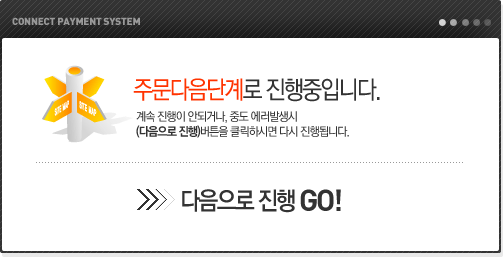 CONNECT PAYMENT SYSTEM
주문다음단계로 진행중입니다.
SITE MAP SITE MAP
계속 진행이 안되거나, 중도 에러발생시
(다음으로 진행)버튼을 클릭하시면 다시 진행됩니다.
다음으로 진행 GO!